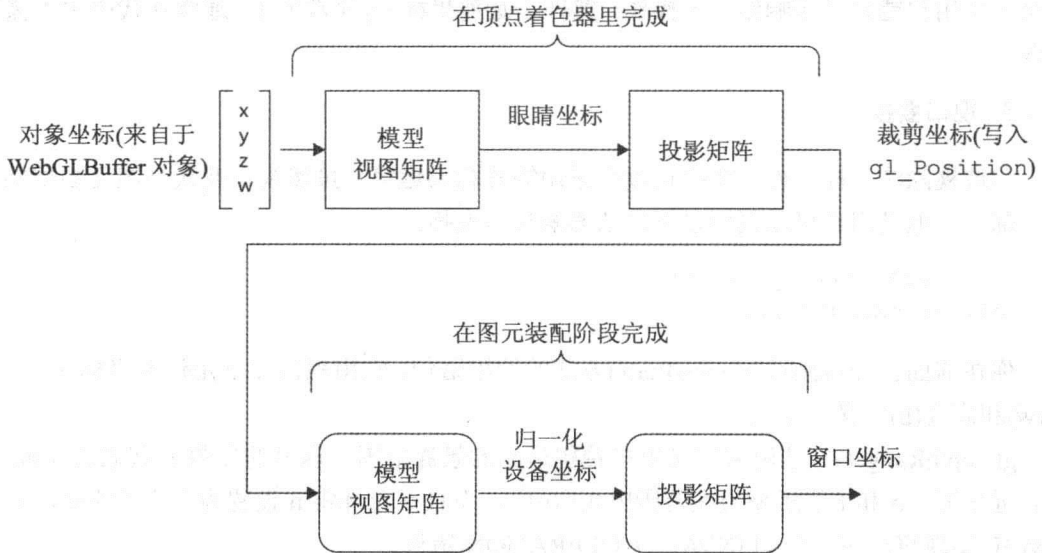 在顶点着色器里完成
对象坐标(来自于
WebGLBuffer 对象)
x
y
z
w
模型
视图矩阵
眼睛坐标
投影矩阵
裁剪坐标(写入
gl_Position)
在图元装配阶段完成
模型
视图矩阵
归一化
设备坐标
投影矩阵
窗口坐标